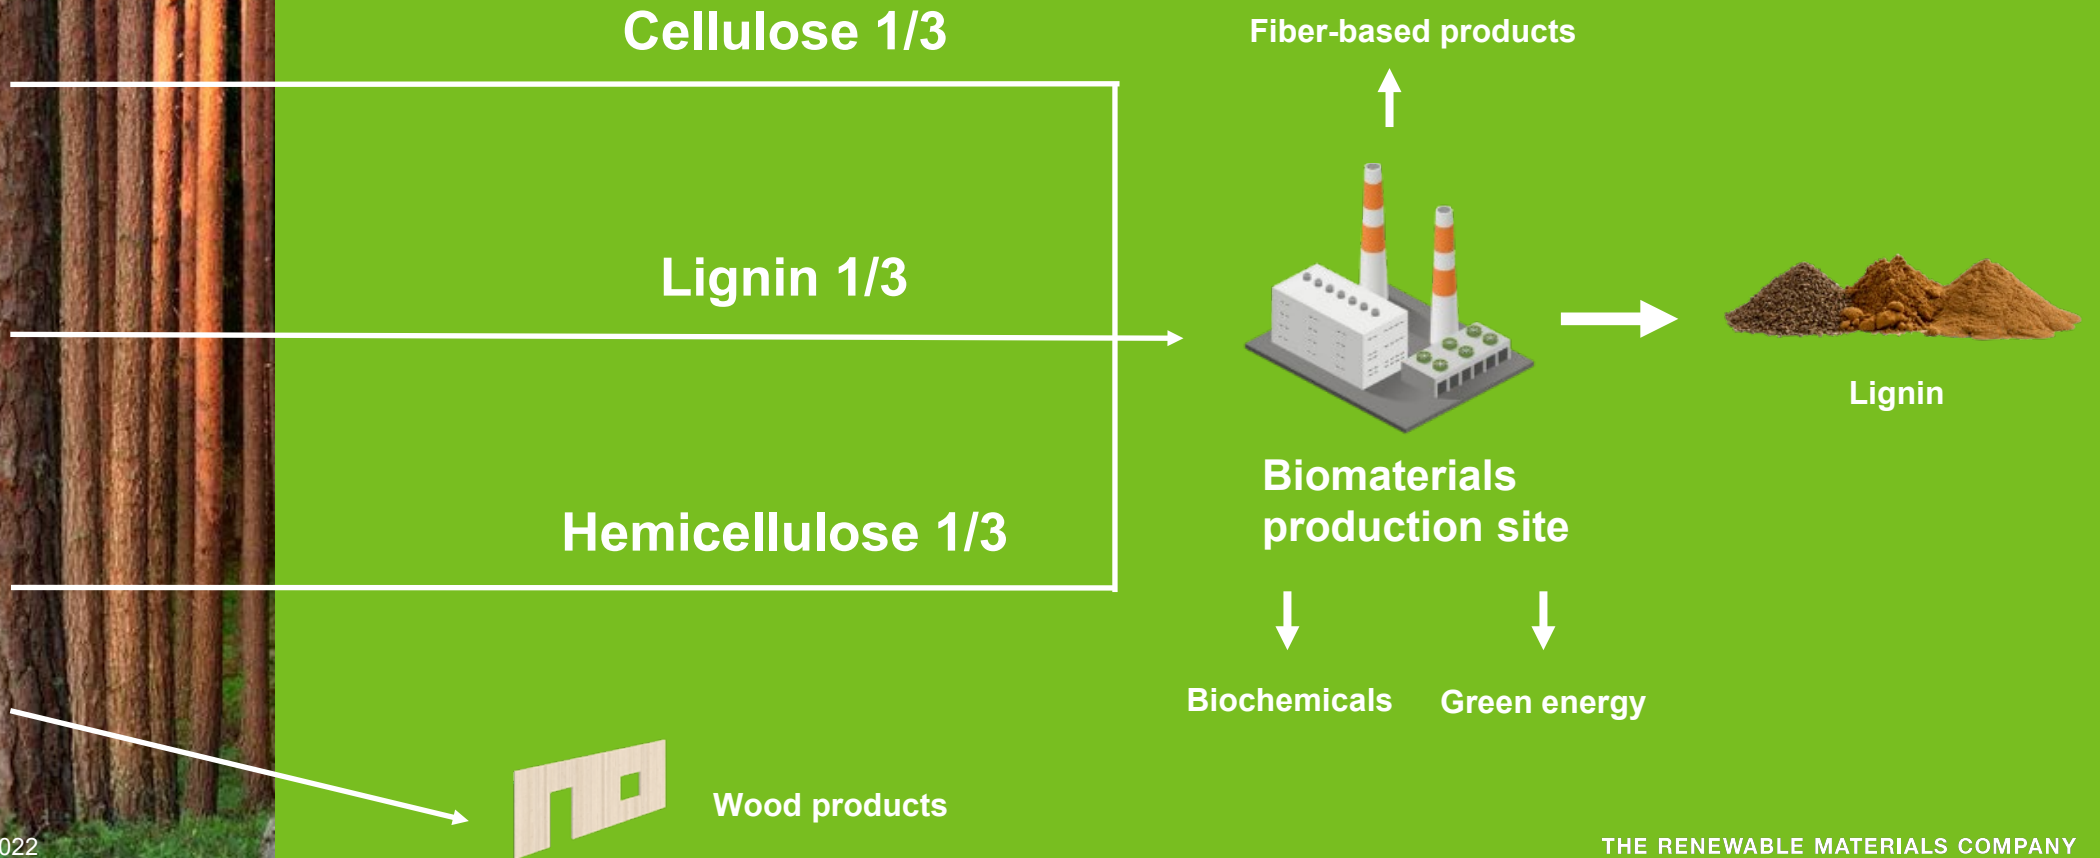 Cellulose 1/3
Fiber-based products
Lignin 1/3
Lignin
Biomaterials
production site
Hemicellulose 1/3
Biochemicals
Green energy
Wood products
022
THE RENEWABLE MATERIALS COMPANY